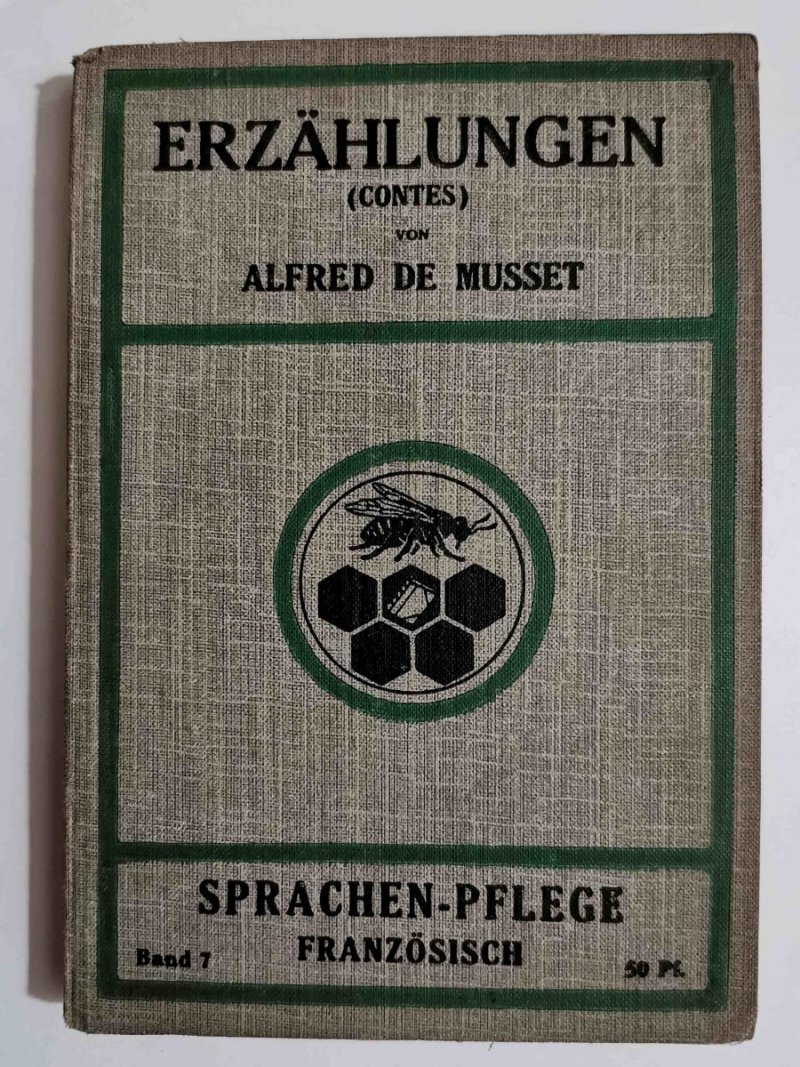 ERZÄHLUNGEN
(CONTES)
VON
ALFRED DE MUSSET
SPRACHEN-PFLEGE
FRANZÖSISCH
Band 7
50 Pf.